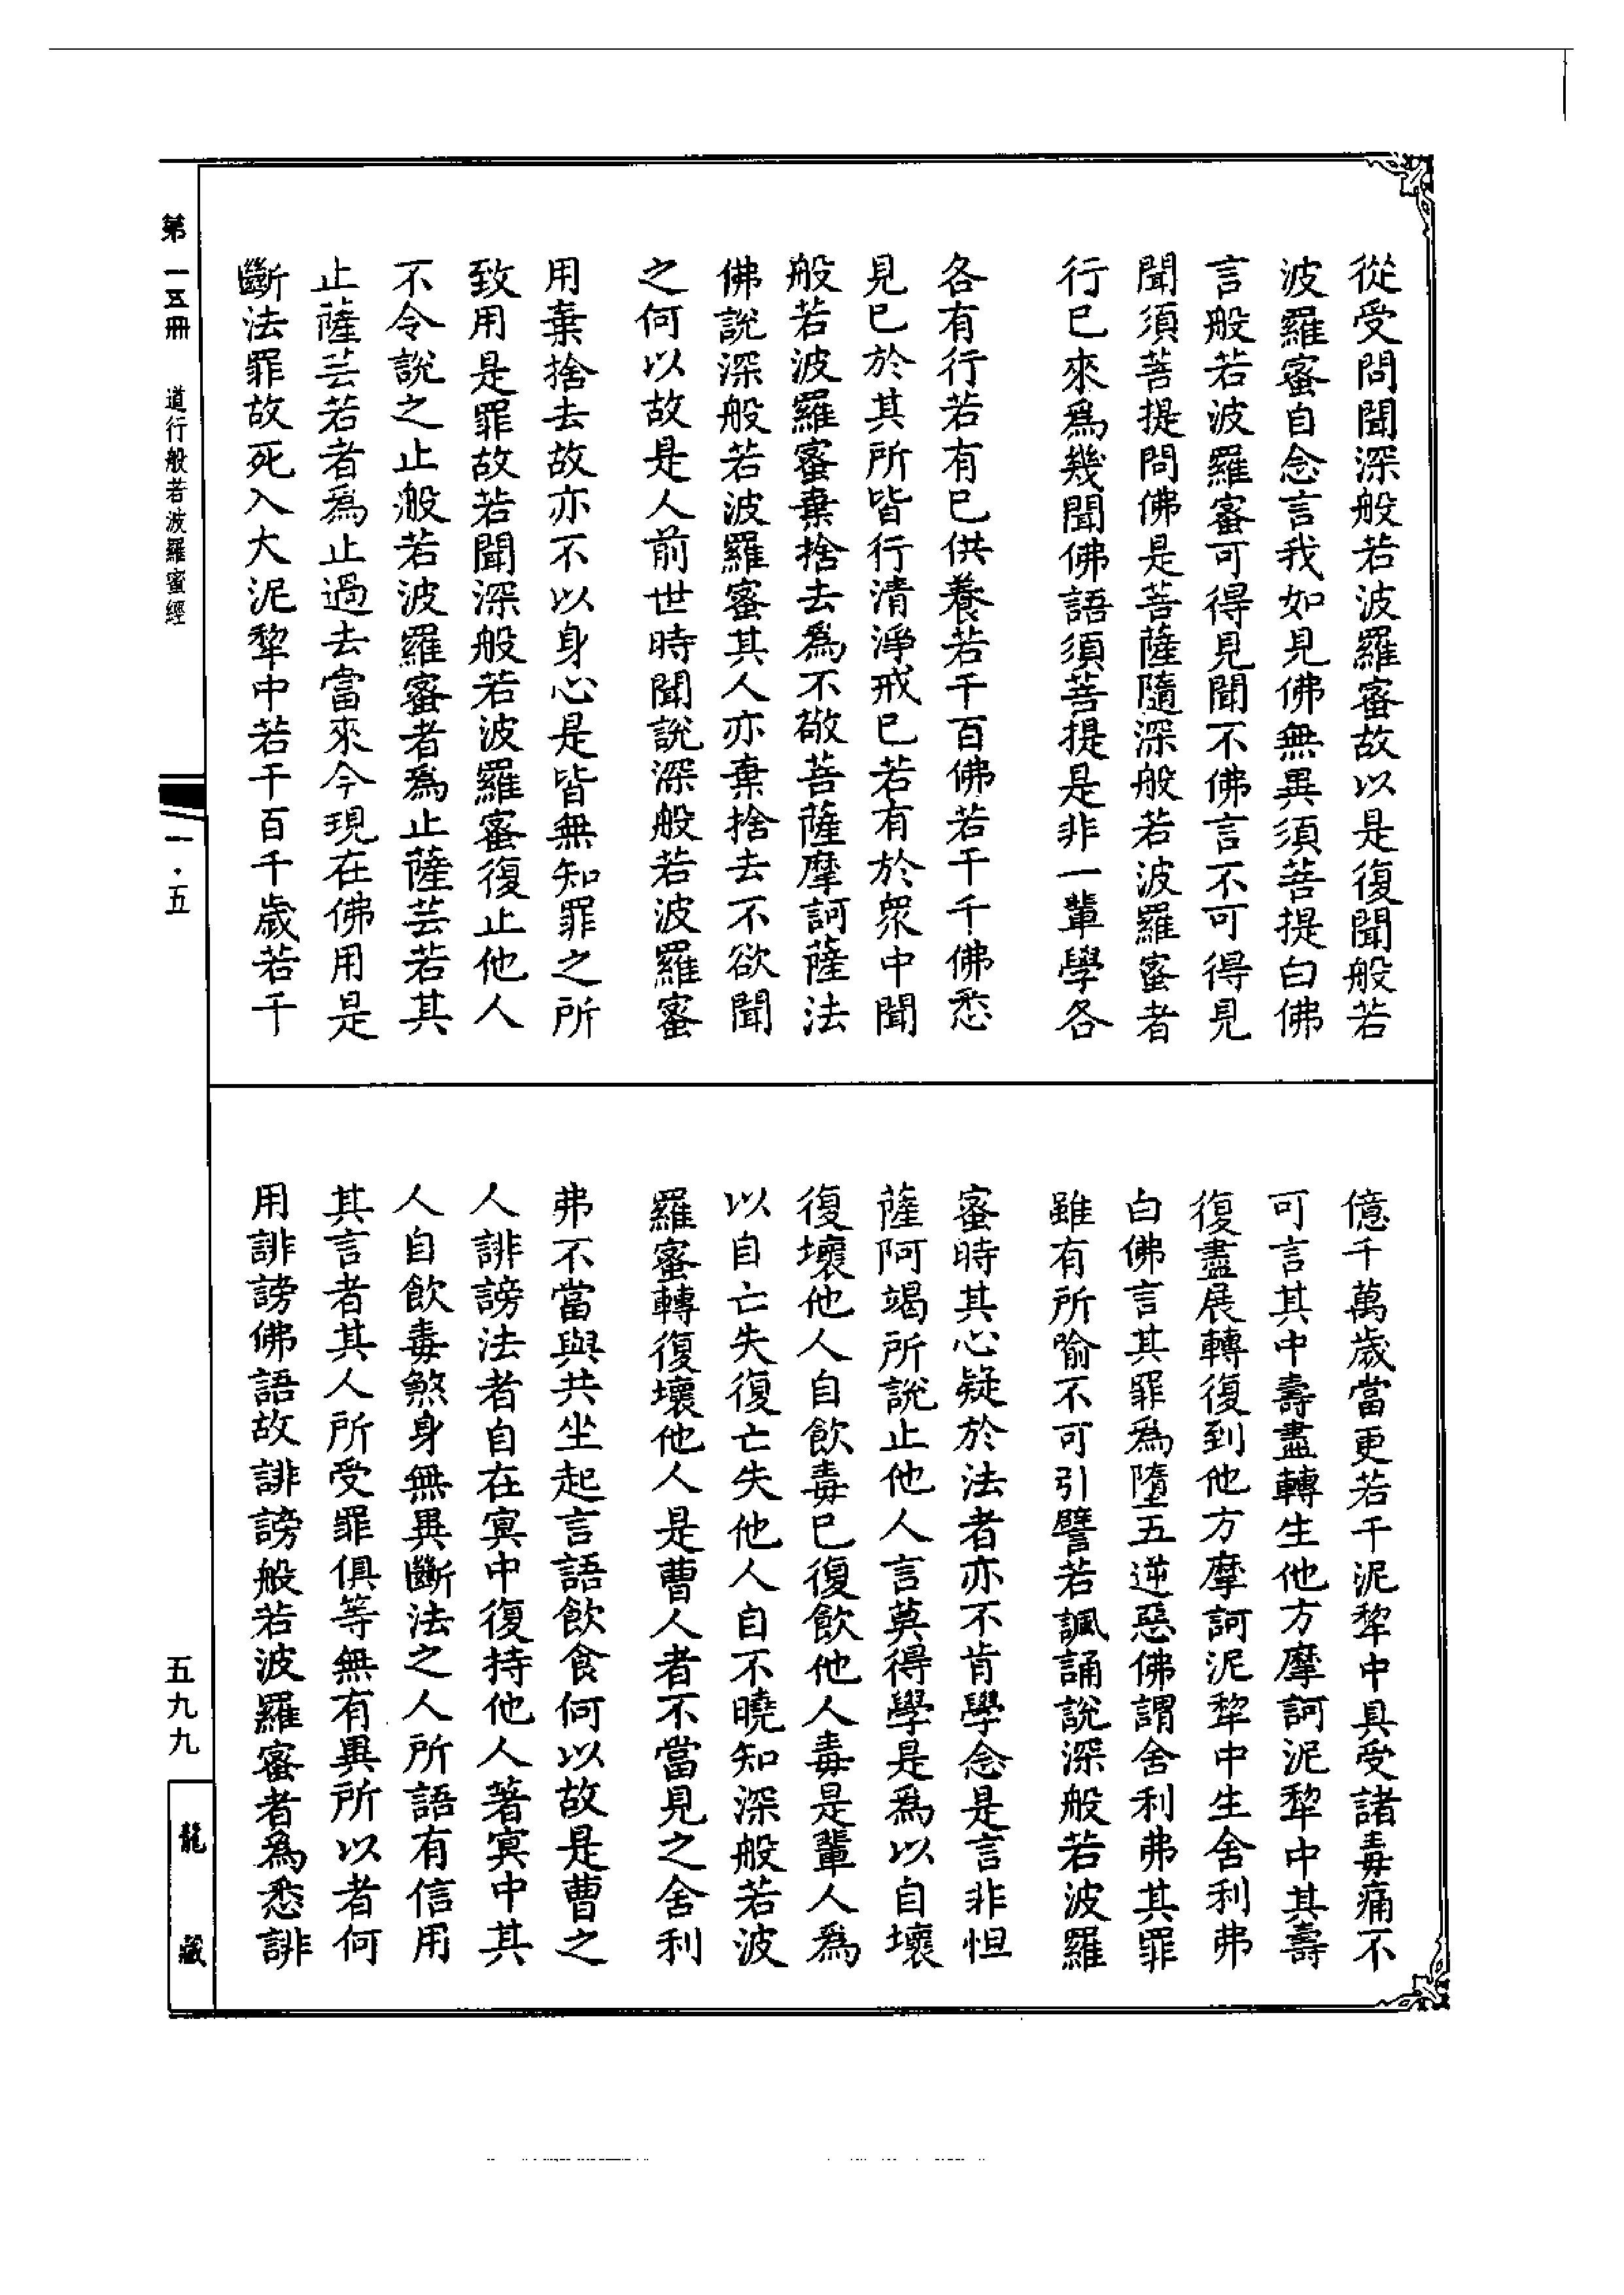 從受問聞深般若波羅蜜故以是復聞般若
波羅蜜自念言我如見佛無異須菩提白佛
言般若波羅蜜可得見聞不佛言不可得見
聞須菩提問佛是菩薩隨深般若波羅蜜者
行已來爲幾聞佛語須菩提是非一輩學各
各有行若有已供養若干百佛若干千佛悉
見已於其所皆行清淨戒已若有於衆中聞
般若波羅蜜棄捨去爲不敬菩薩摩訶薩法
佛說深般若波羅蜜其人亦棄捨去不欲聞
之何以故是人前世時聞說深般若波羅蜜
用棄捨去故亦不以身心是皆無知罪之所
致用是罪故若聞深般若波羅蜜復止他人
不令說之止般若波羅蜜者爲止薩芸若其
止薩芸若者爲止過去當來今現在佛用是
斷法罪故死入大泥犂中若干百千歲若千
億千萬歲當更若干泥犂中具受諸毒痛不
可言其中壽盡轉生他方摩訶泥犂中其壽
復盡展轉復到他方摩訶泥犂中生舍利弗
白佛言其罪爲墮五逆惡佛謂舍利弗其罪
雖有所喻不可引譬若諷誦說深般若波羅
蜜時其心疑於法者亦不肯學念是言非怛
薩阿竭所說止他人言莫得學是爲以自壞
復壞他人自飲毒已復飲他人毒是輩人爲
以自亡失復亡失他人自不曉知深般若波
羅蜜轉復壞他人是曹人者不當見之舍利
弗不當與共坐起言語飲食何以故是曹之
人誹謗法者自在冥中復持他人著冥中其
人自飲毒煞身無異斷法之人所語有信用
其言者其人所受罪俱等無有異所以者何
用誹謗佛語故誹謗般若波羅蜜者爲悉誹
第一五冊 道行般若波羅蜜經
一·五
五九九
龍藏